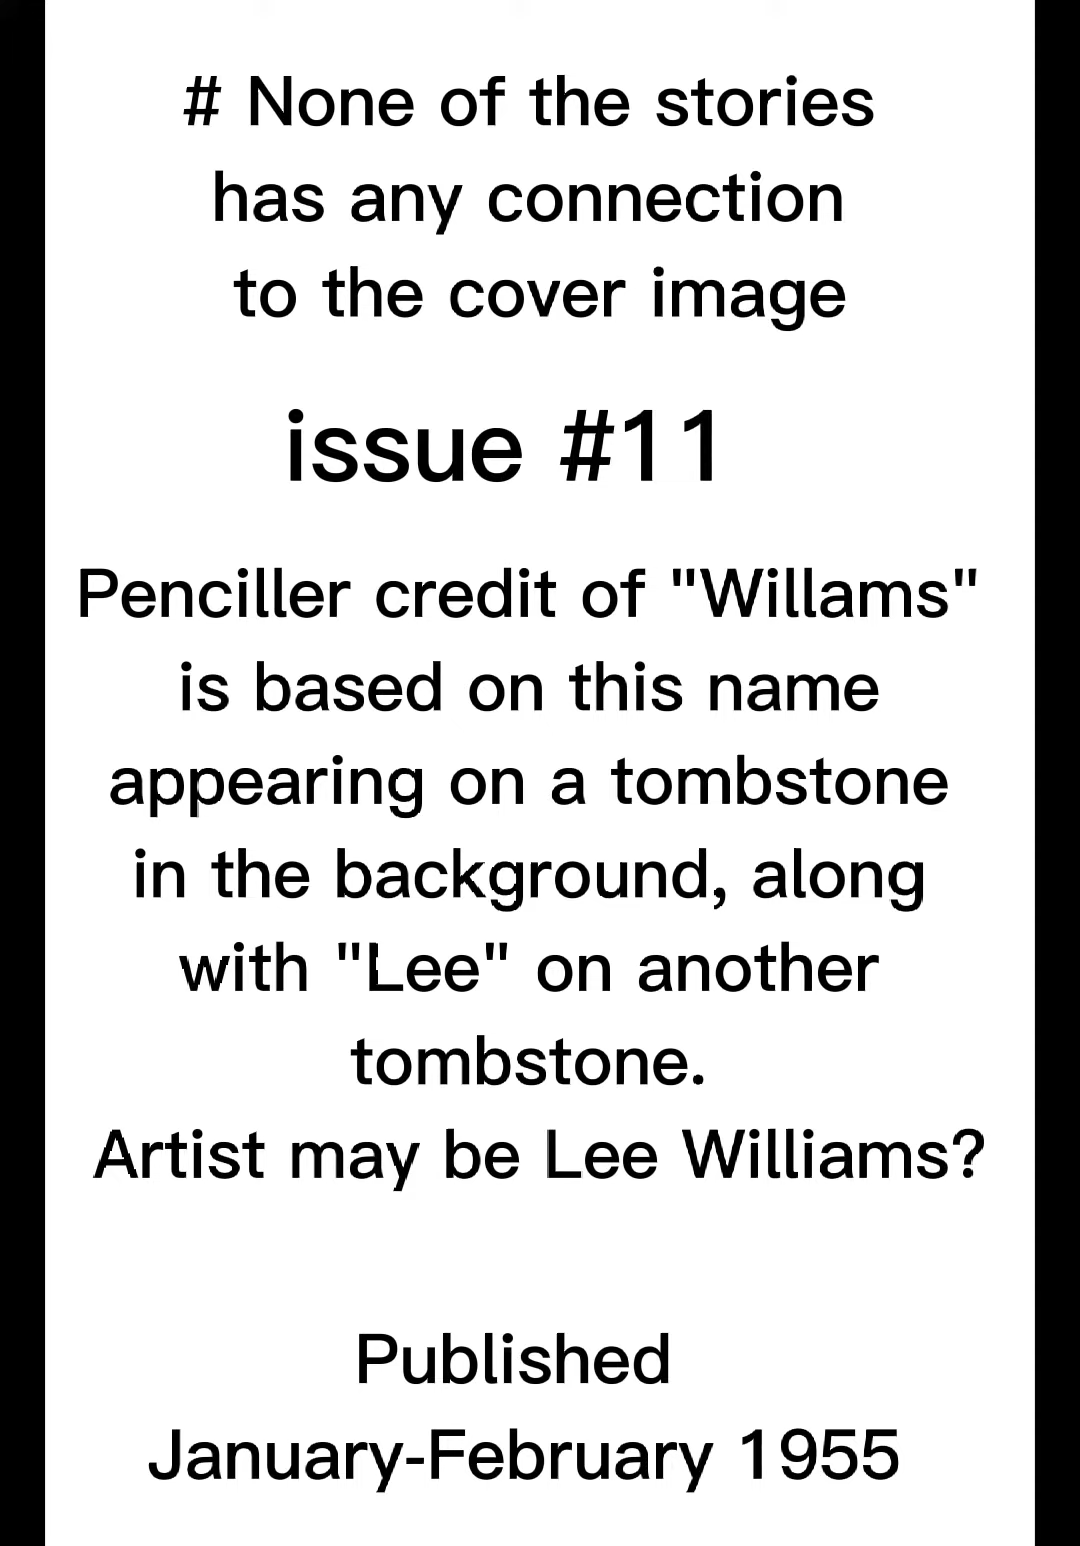 # None of the stories
has any connection
to the cover image
issue #11
Penciller credit of "Willams"
is based on this name
appearing on a tombstone
in the background, along
with "Lee" on another
tombstone.
Artist may be Lee Williams?
Published
January-February 1955